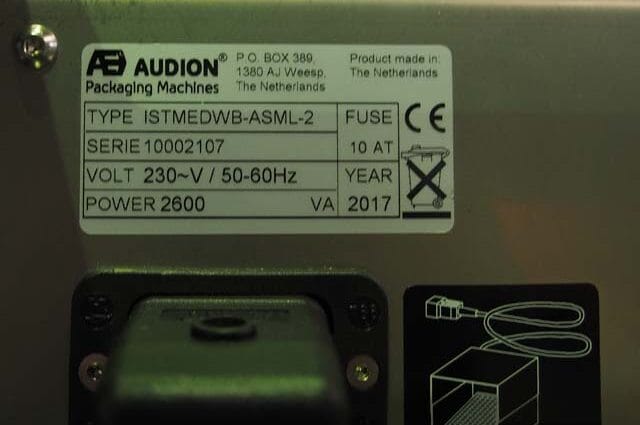 AUDION®
Packaging Machines
P.O. BOX 389,
1380 AJ Weesp,
The Netherlands
Product made in:
The Netherlands
TYPE ISTMEDWB-ASML-2
FUSE
CE
SERIE 10002107
10 AT
VOLT 230~V / 50-60Hz
YEAR
POWER 2600 VA
2017